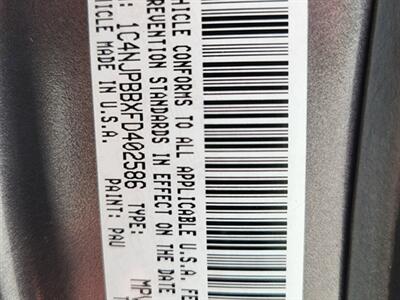 VEHICLE CONFORMS TO ALL APPLICABLE U.S.A. FE
PREVENTION STANDARDS IN EFFECT ON THE DATE
: 1C4NJPBBXFD402586 TYPE: MPV
VEHICLE MADE IN U.S.A. PAINT: PAU